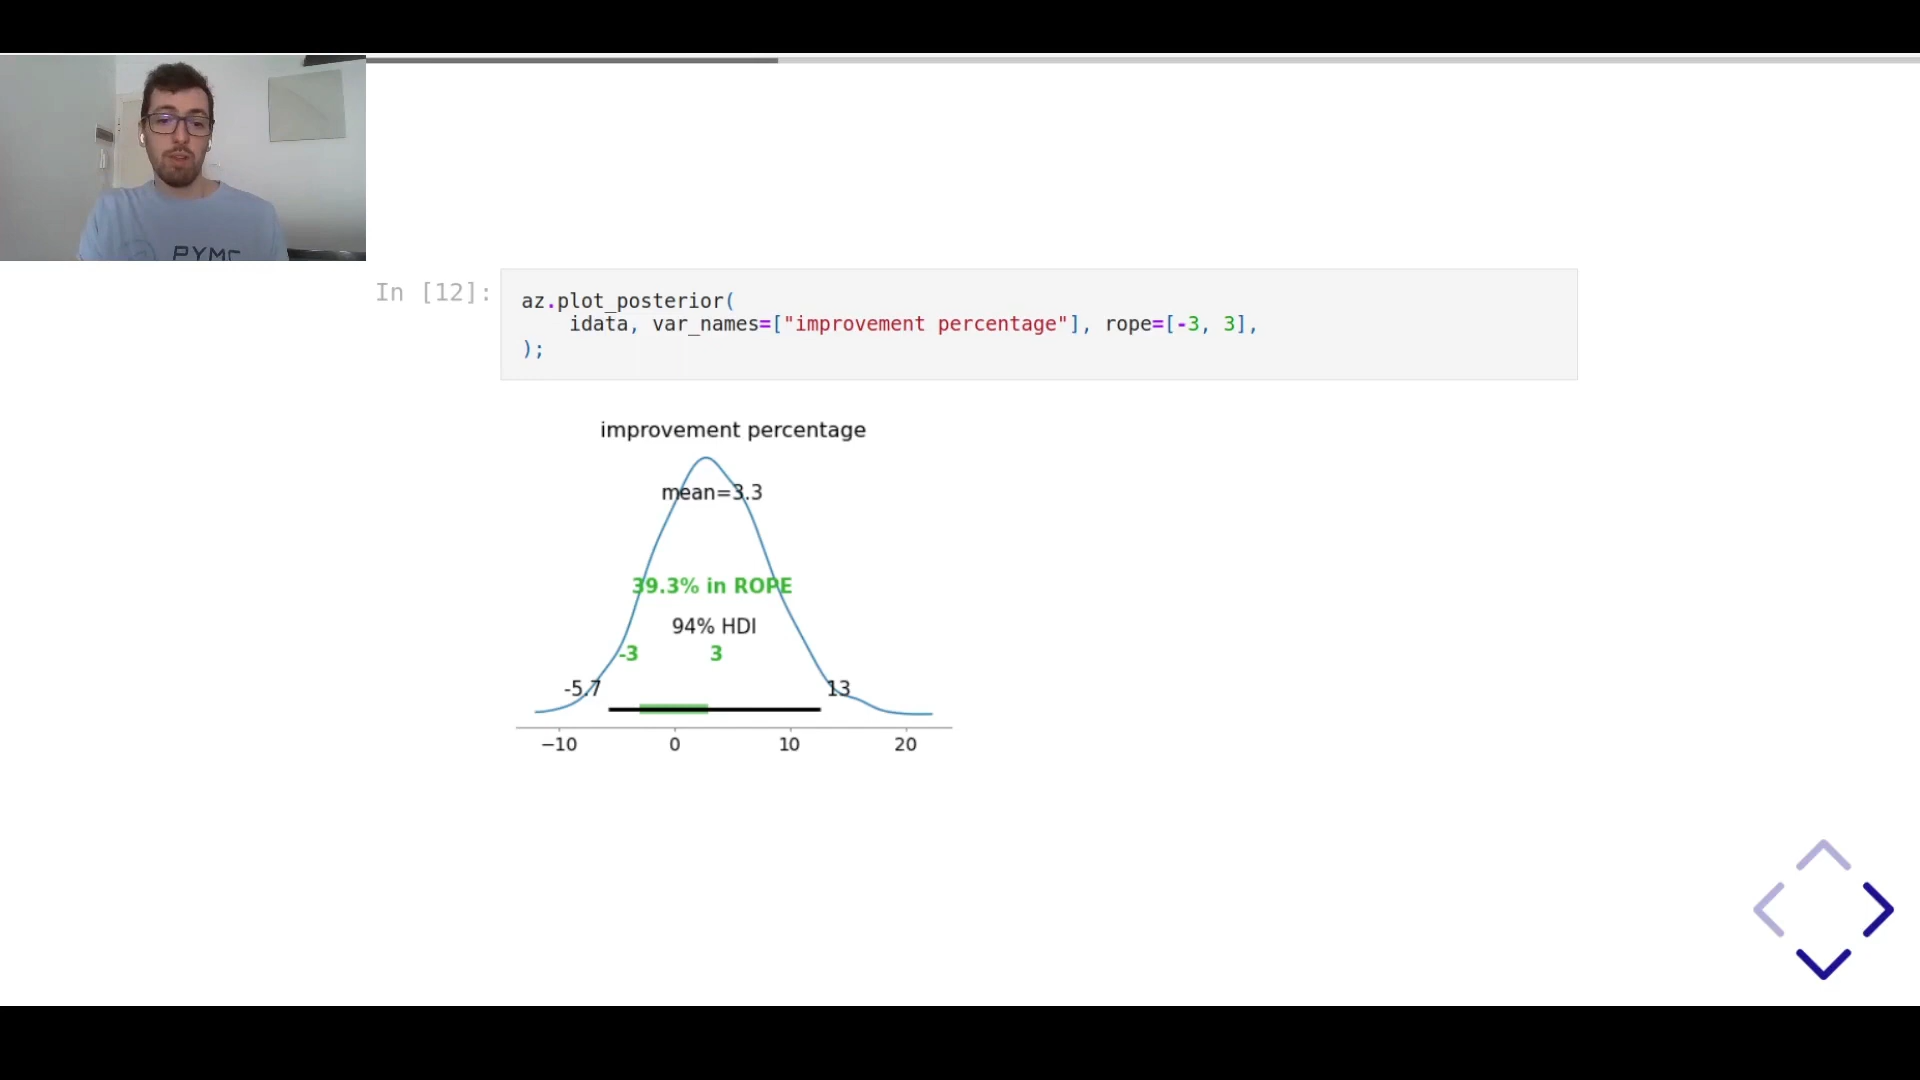 PYMC
In [12]:
az.plot_posterior(
idata, var_names=["improvement percentage"], rope=[-3, 3],
);
improvement percentage
mean=3.3
39.3% in ROPE
94% HDI
-3 3
-5.7 13
−10 0 10 20